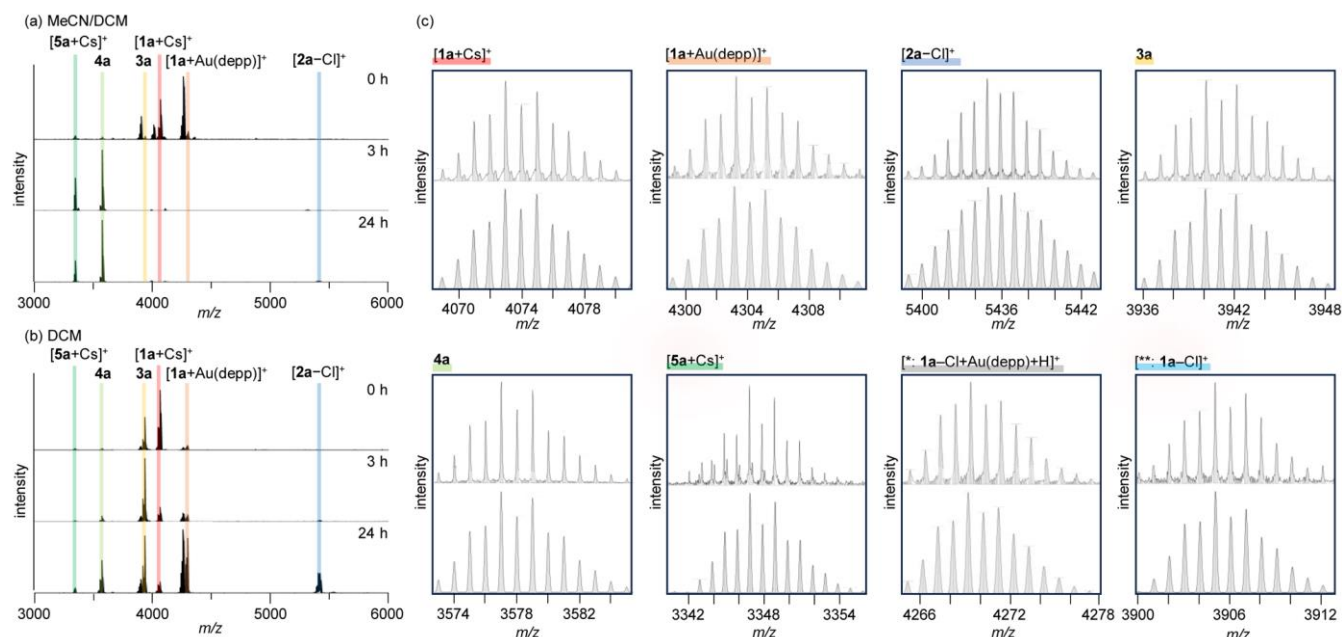 (a) MeCN/DCM
[5a+Cs]⁺ [1a+Cs]⁺
4a 3a [1a+Au(depp)]⁺ [2a−Cl]⁺
0 h
3 h
24 h
intensity
3000 4000 5000 6000
m/z
(b) DCM
[5a+Cs]⁺ [1a+Cs]⁺
4a 3a [1a+Au(depp)]⁺ [2a−Cl]⁺
0 h
3 h
24 h
intensity
3000 4000 5000 6000
m/z
(c)
[1a+Cs]⁺ [1a+Au(depp)]⁺ [2a−Cl]⁺ 3a
intensity intensity intensity intensity
4070 4074 4078 4300 4304 4308 5400 5436 5442 3936 3942 3948
m/z m/z m/z m/z
4a [5a+Cs]⁺ [*: 1a–Cl+Au(depp)+H]⁺ [**: 1a–Cl]⁺
intensity intensity intensity intensity
3574 3578 3582 3342 3348 3354 4266 4272 4278 3900 3906 3912
m/z m/z m/z m/z